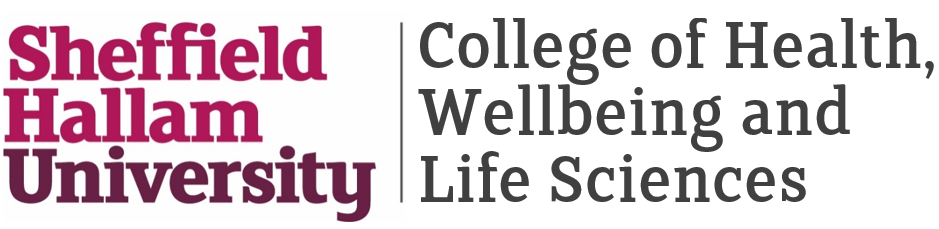 Sheffield
Hallam
University
College of Health,
Wellbeing and
Life Sciences